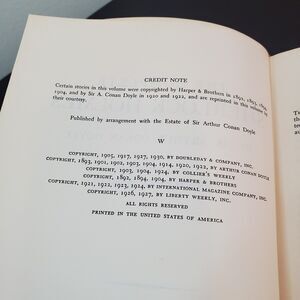 CREDIT NOTE
Certain stories in this volume were copyrighted by Harper & Brothers in 1891, 1893,
1904, and by Sir A. Conan Doyle in 1920 and 1922, and are reprinted in this volume by
their courtesy.
Published by arrangement with the Estate of Sir Arthur Conan Doyle
W
COPYRIGHT, 1905, 1917, 1927, 1930, BY DOUBLEDAY & COMPANY, INC.
COPYRIGHT, 1893, 1901, 1902, 1903, 1904, 1914, 1920, 1922, BY ARTHUR CONAN DOYLE
COPYRIGHT, 1903, 1904, 1924, BY COLLIER'S WEEKLY
COPYRIGHT, 1892, 1894, 1904, BY HARPER & BROTHERS
COPYRIGHT, 1921, 1922, 1923, 1924, BY INTERNATIONAL MAGAZINE COMPANY, INC.
COPYRIGHT, 1926, 1927, BY LIBERTY WEEKLY, INC.
ALL RIGHTS RESERVED
PRINTED IN THE UNITED STATES OF AMERICA